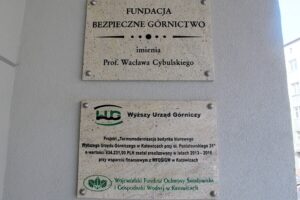 FUNDACJA
BEZPIECZNE GÓRNICTWO
imienia
Prof. Wacława Cybulskiego
WUG
Wyższy Urząd Górniczy
Projekt „Termomodernizacja budynku biurowego
Wyższego Urzędu Górniczego w Katowicach przy ul. Poniatowskiego 31"
o wartości 834.231,00 PLN został zrealizowany w latach 2013 - 2015
przy wsparciu finansowym z WFOŚiGW w Katowicach
Wojewódzki Fundusz Ochrony Środowiska
i Gospodarki Wodnej w Katowicach